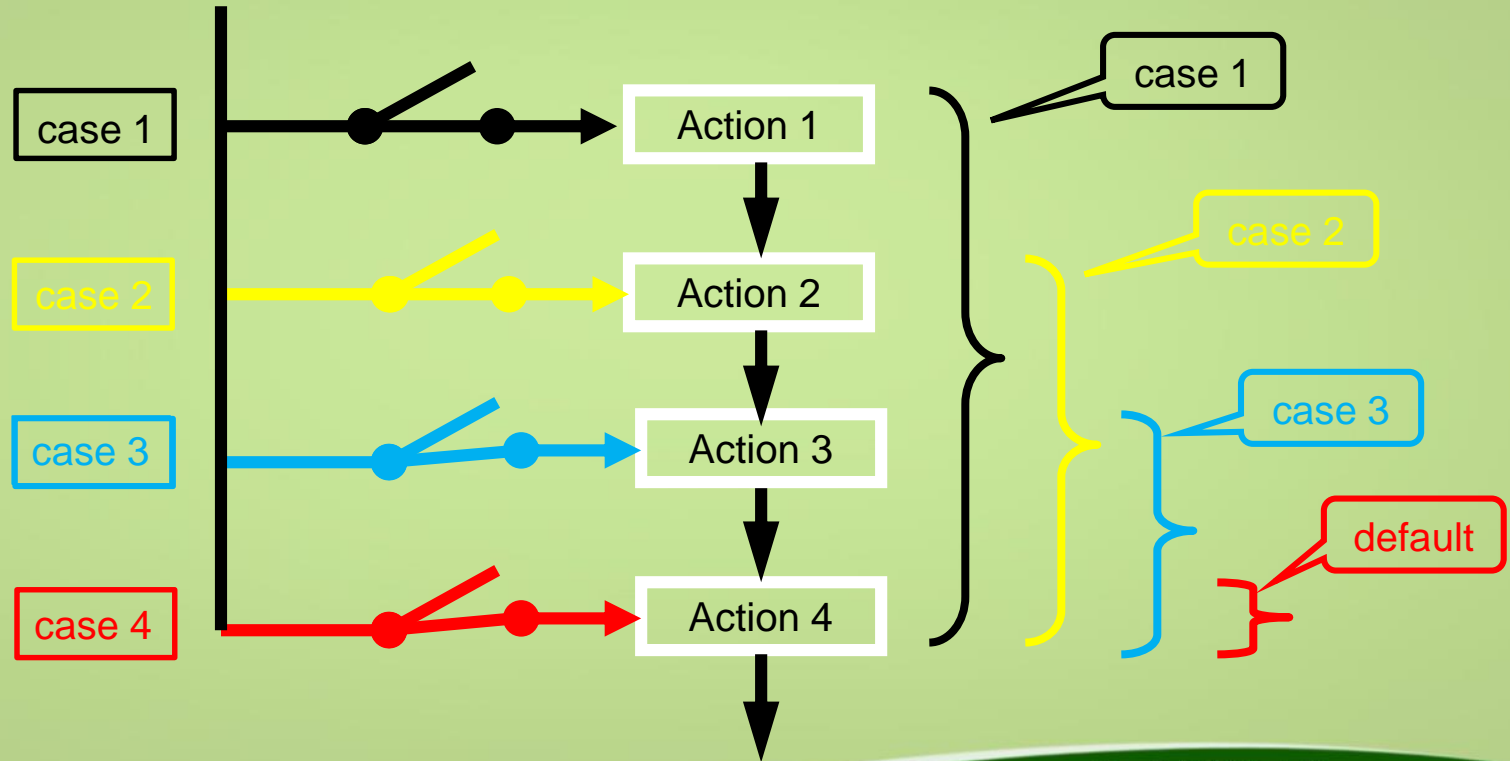 case 1
Action 1
case 1
case 2
Action 2
case 2
case 3
Action 3
case 3
case 4
Action 4
default